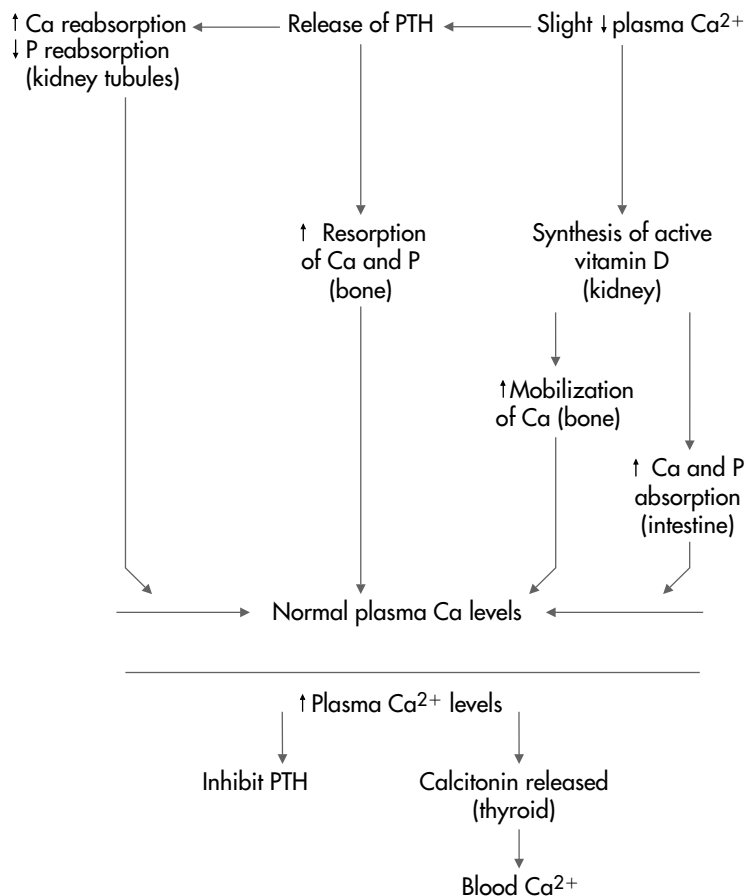 ↑ Ca reabsorption
↓ P reabsorption
(kidney tubules)
Release of PTH
Slight ↓ plasma Ca²⁺
↑ Resorption
of Ca and P
(bone)
Synthesis of active
vitamin D
(kidney)
↑Mobilization
of Ca (bone)
↑ Ca and P
absorption
(intestine)
Normal plasma Ca levels
↑Plasma Ca²⁺ levels
Inhibit PTH
Calcitonin released
(thyroid)
Blood Ca²⁺